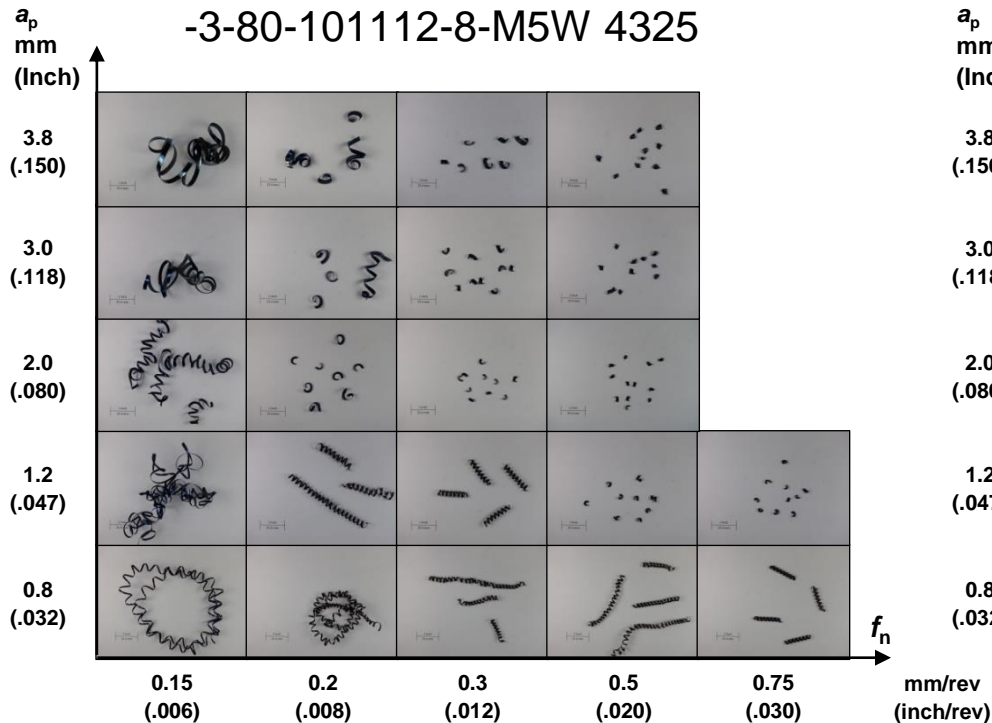 -3-80-101112-8-M5W 4325
aₚ
mm
(Inch)
3.8
(.150)
3.0
(.118)
2.0
(.080)
1.2
(.047)
0.8
(.032)
fₙ
0.15
(.006)
0.2
(.008)
0.3
(.012)
0.5
(.020)
0.75
(.030)
mm/rev
(inch/rev)
aₚ